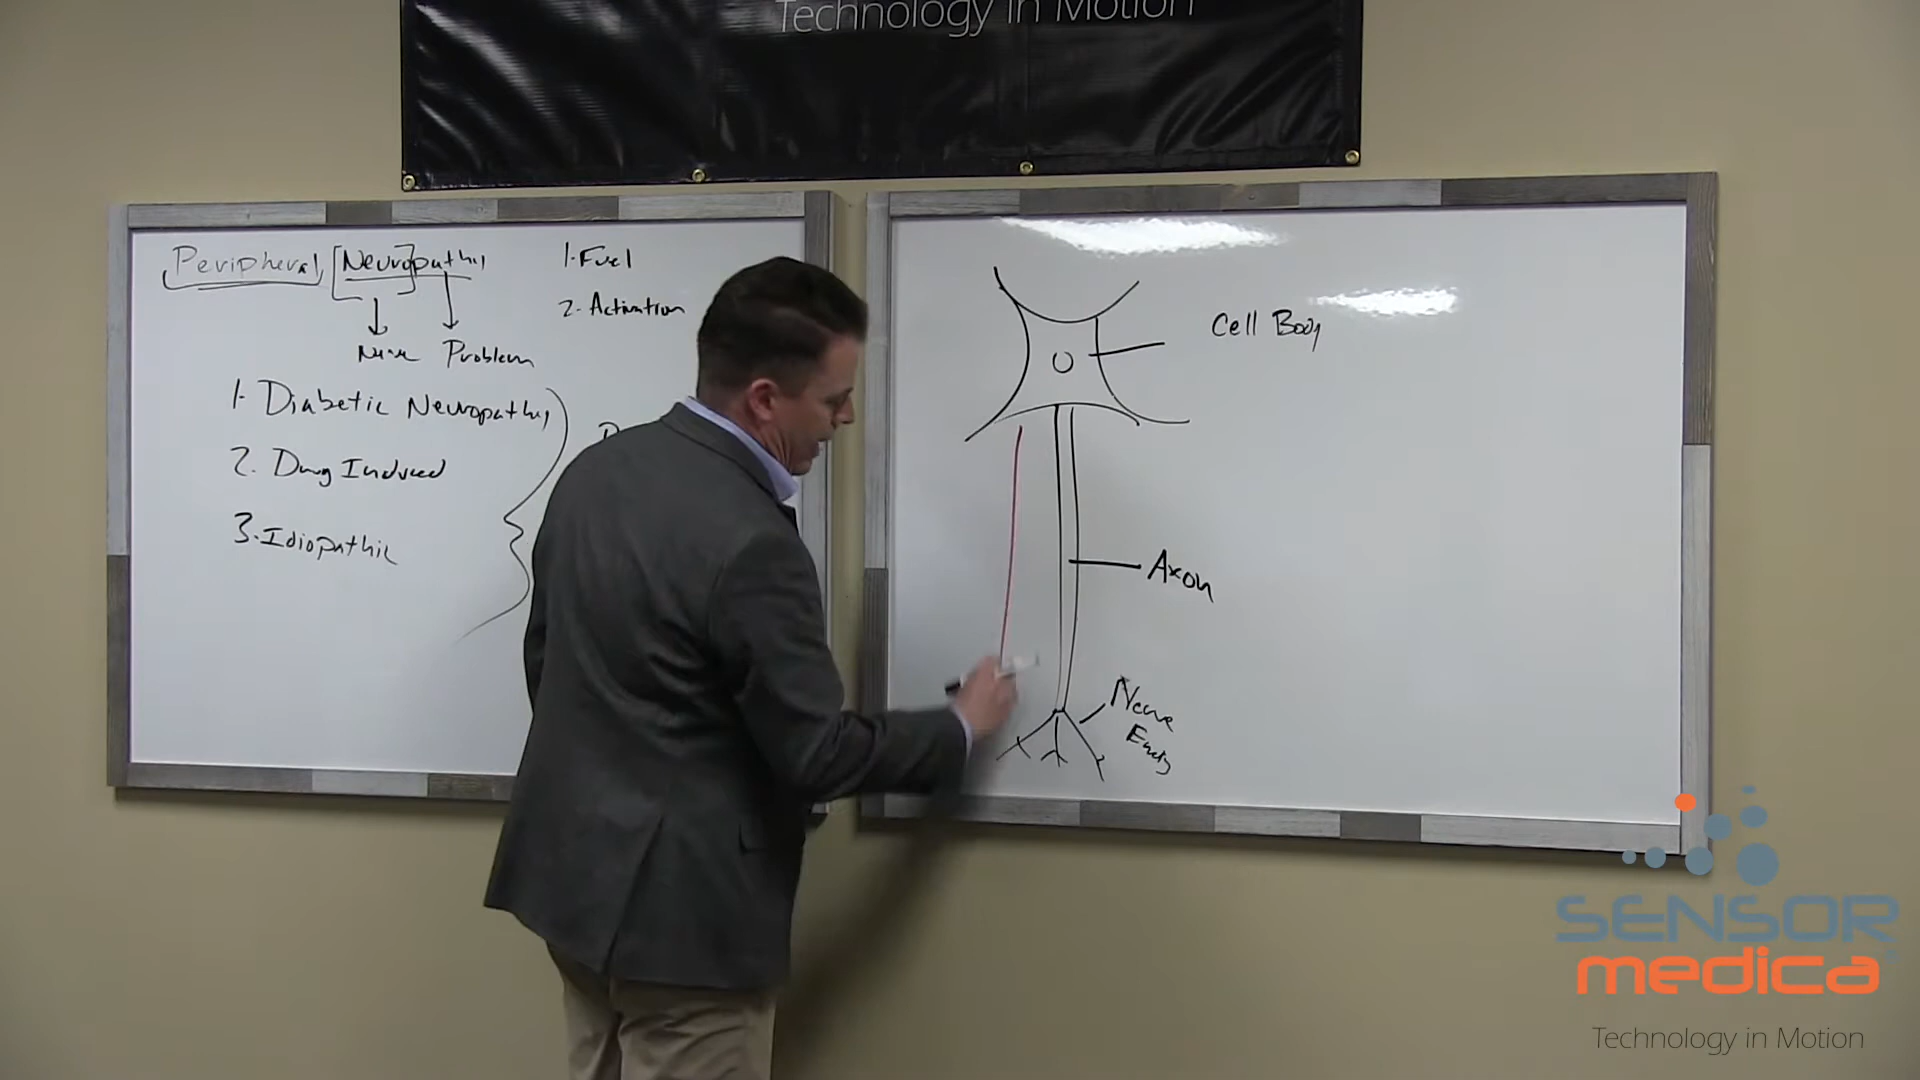 Technology in Motion
Peripheral [Neuropathy
1. Fuel
2. Activation
Nerve Problem
1. Diabetic Neuropathy
2. Drug Induced
3. Idiopathic
Cell Body
Axon
Nerve
SENSOR
medica
Technology in Motion